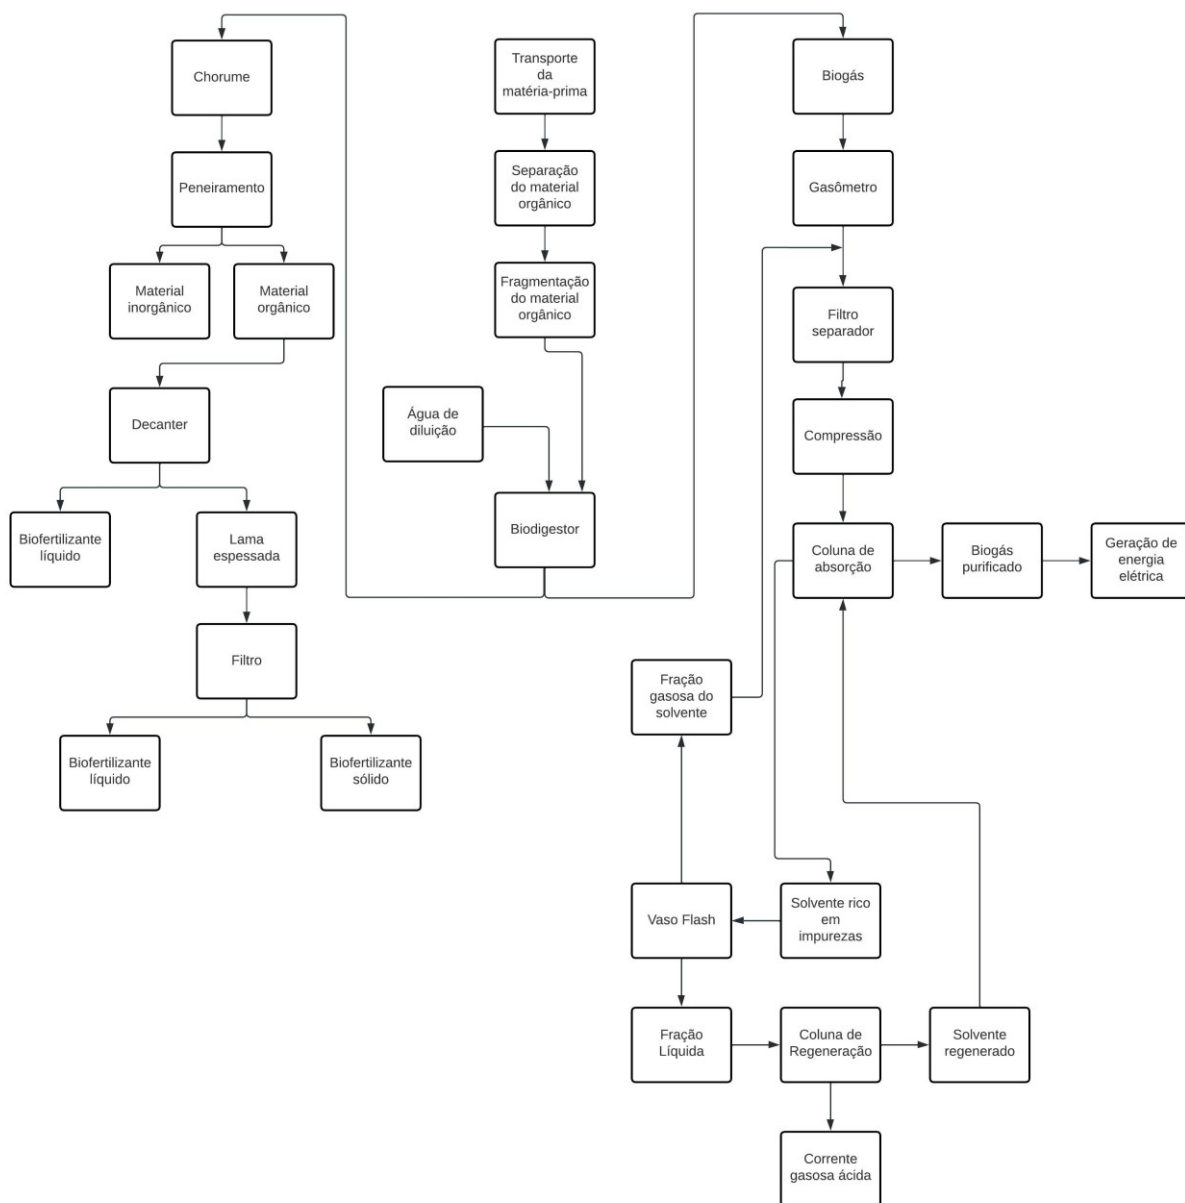 Chorume
Transporte
da
matéria-prima
Biogás
Peneiramento
Separação
do material
orgânico
Gasômetro
Material
inorgânico
Material
orgânico
Fragmentação
do material
orgânico
Filtro
separador
Decanter
Água de
diluição
Compressão
Biofertilizante
líquido
Lama
espessada
Biodigestor
Coluna de
absorção
Biogás
purificado
Geração de
energia
elétrica
Filtro
Fração
gasosa do
solvente
Biofertilizante
líquido
Biofertilizante
sólido
Vaso Flash
Solvente rico
em
impurezas
Fração
Líquida
Coluna de
Regeneração
Solvente
regenerado
Corrente
gasosa ácida